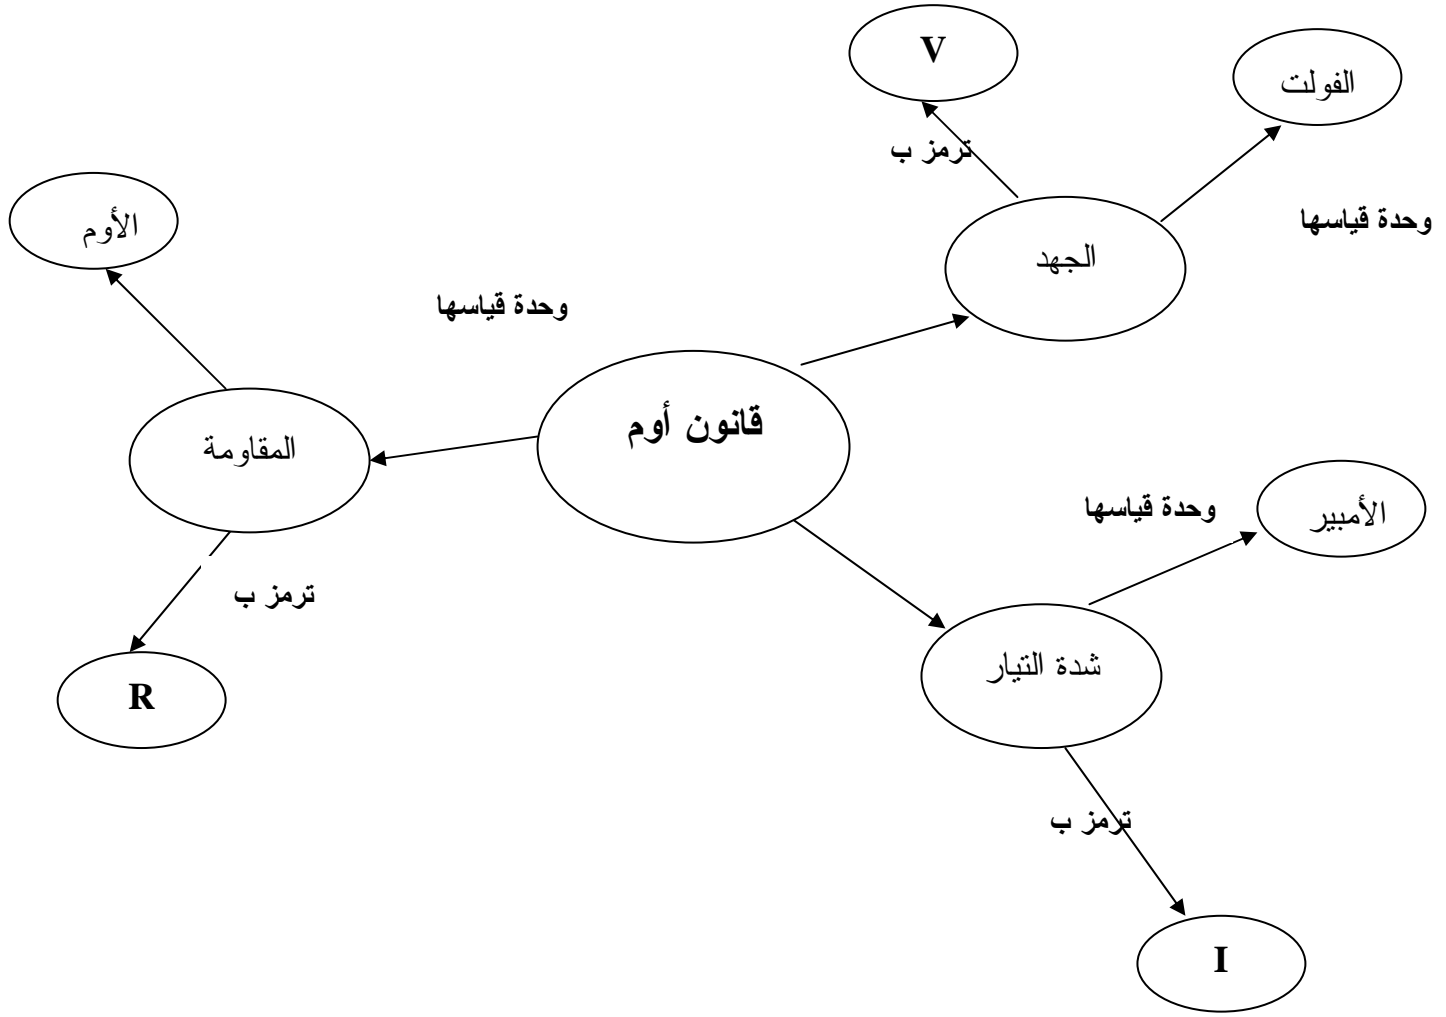 V
الفولت
ترمز ب
وحدة قياسها
الأوم
الجهد
وحدة قياسها
قانون أوم
المقاومة
وحدة قياسها
الأمبير
ترمز ب
شدة التيار
R
ترمز ب
I